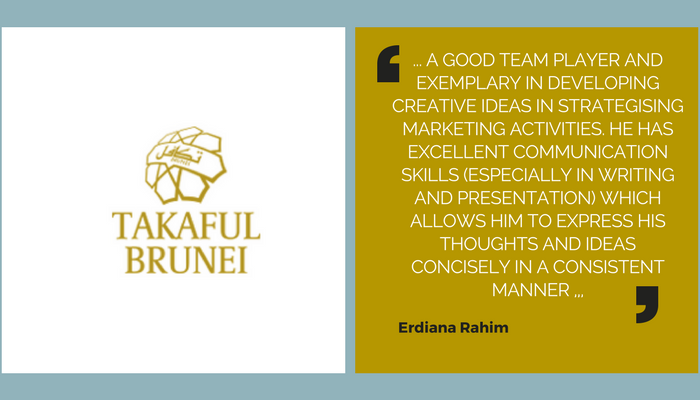 تكافل
BRUNEI
TAKAFUL
BRUNEI
... A GOOD TEAM PLAYER AND
EXEMPLARY IN DEVELOPING
CREATIVE IDEAS IN STRATEGISING
MARKETING ACTIVITIES. HE HAS
EXCELLENT COMMUNICATION
SKILLS (ESPECIALLY IN WRITING
AND PRESENTATION) WHICH
ALLOWS HIM TO EXPRESS HIS
THOUGHTS AND IDEAS
CONCISELY IN A CONSISTENT
MANNER ,,,
Erdiana Rahim